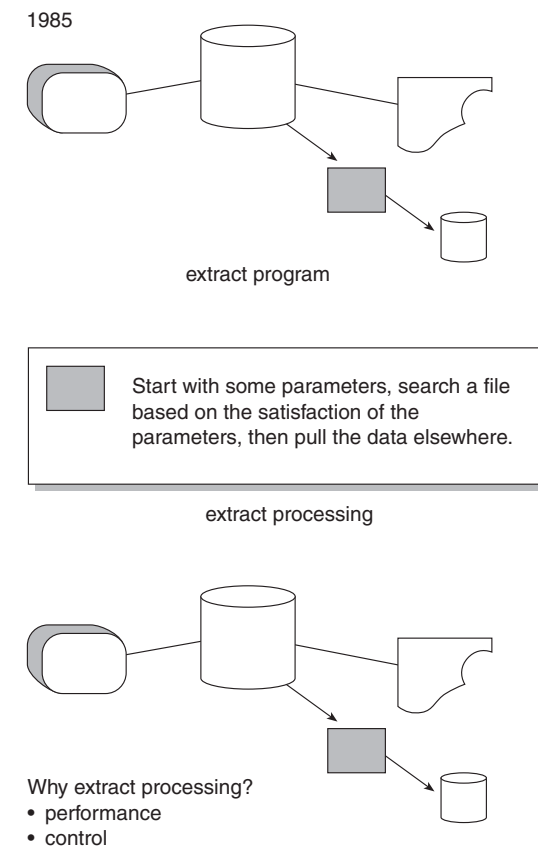 1985
extract program
Start with some parameters, search a file
based on the satisfaction of the
parameters, then pull the data elsewhere.
extract processing
Why extract processing?
• performance
• control